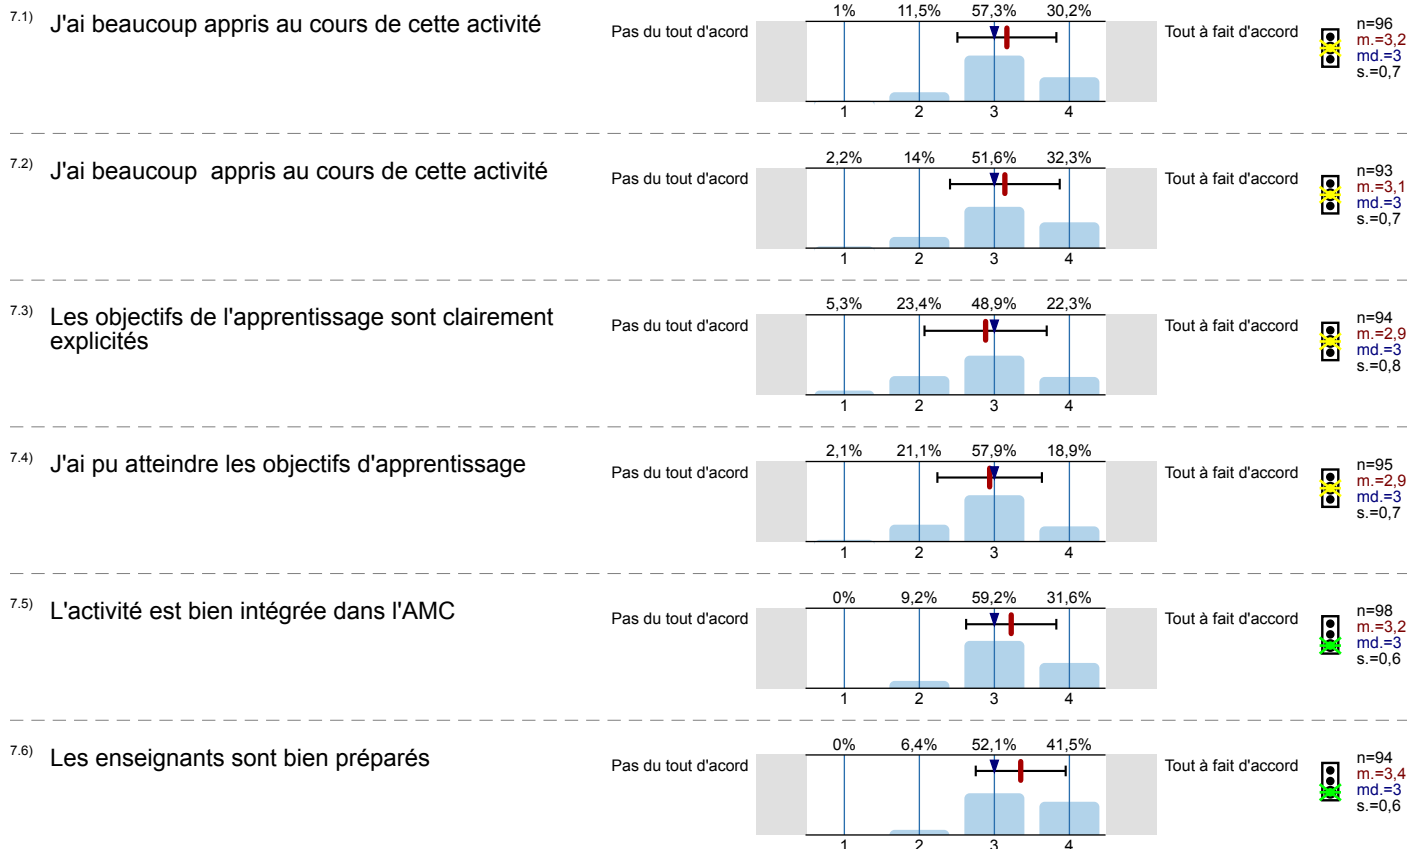 7.1) J'ai beaucoup appris au cours de cette activité
Pas du tout d'acord
1% 11,5% 57,3% 30,2%
1 2 3 4
Tout à fait d'accord
n=96
m.=3,2
md.=3
s.=0,7
7.2) J'ai beaucoup  appris au cours de cette activité
Pas du tout d'acord
2,2% 14% 51,6% 32,3%
1 2 3 4
Tout à fait d'accord
n=93
m.=3,1
md.=3
s.=0,7
7.3) Les objectifs de l'apprentissage sont clairement
explicités
Pas du tout d'acord
5,3% 23,4% 48,9% 22,3%
1 2 3 4
Tout à fait d'accord
n=94
m.=2,9
md.=3
s.=0,8
7.4) J'ai pu atteindre les objectifs d'apprentissage
Pas du tout d'acord
2,1% 21,1% 57,9% 18,9%
1 2 3 4
Tout à fait d'accord
n=95
m.=2,9
md.=3
s.=0,7
7.5) L'activité est bien intégrée dans l'AMC
Pas du tout d'acord
0% 9,2% 59,2% 31,6%
1 2 3 4
Tout à fait d'accord
n=98
m.=3,2
md.=3
s.=0,6
7.6) Les enseignants sont bien préparés
Pas du tout d'acord
0% 6,4% 52,1% 41,5%
1 2 3 4
Tout à fait d'accord
n=94
m.=3,4
md.=3
s.=0,6